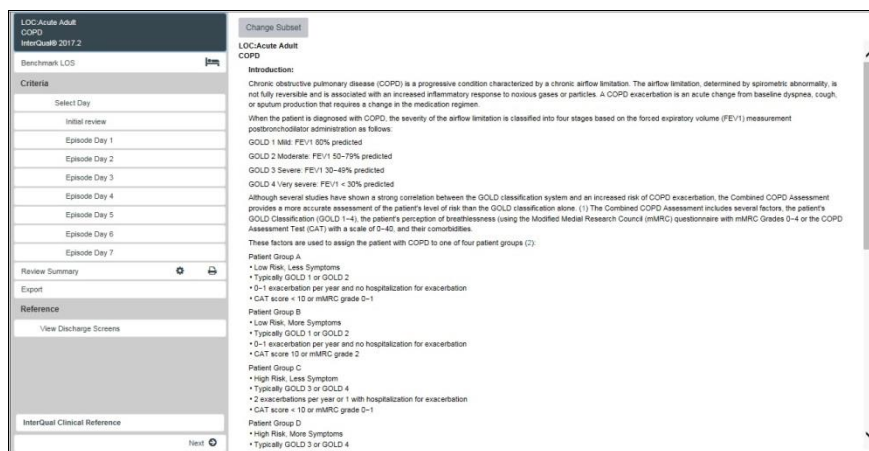 LOC:Acute Adult
COPD
InterQual® 2017.2
Benchmark LOS
Criteria
Select Day
Initial review
Episode Day 1
Episode Day 2
Episode Day 3
Episode Day 4
Episode Day 5
Episode Day 6
Episode Day 7
Review Summary
Export
Reference
View Discharge Screens
InterQual Clinical Reference
Next
Change Subset
LOC:Acute Adult
COPD
Introduction:
Chronic obstructive pulmonary disease (COPD) is a progressive condition characterized by a chronic airflow limitation. The airflow limitation, determined by spirometric abnormality, is
not fully reversible and is associated with an increased inflammatory response to noxious gases or particles. A COPD exacerbation is an acute change from baseline dyspnea, cough,
or sputum production that requires a change in the medication regimen.
When the patient is diagnosed with COPD, the severity of the airflow limitation is classified into four stages based on the forced expiratory volume (FEV1) measurement
postbronchodilator administration as follows:
GOLD 1 Mild: FEV1 80% predicted
GOLD 2 Moderate: FEV1 50–79% predicted
GOLD 3 Severe: FEV1 30–49% predicted
GOLD 4 Very severe: FEV1 < 30% predicted
Although several studies have shown a strong correlation between the GOLD classification system and an increased risk of COPD exacerbation, the Combined COPD Assessment
provides a more accurate assessment of the patient's level of risk than the GOLD classification alone. (1) The Combined COPD Assessment includes several factors, the patient's
GOLD Classification (GOLD 1–4), the patient's perception of breathlessness (using the Modified Medial Research Council (mMRC) questionnaire with mMRC Grades 0–4 or the COPD
Assessment Test (CAT) with a scale of 0–40, and their comorbidities.
These factors are used to assign the patient with COPD to one of four patient groups (2):
Patient Group A
• Low Risk, Less Symptoms
• Typically GOLD 1 or GOLD 2
• 0–1 exacerbation per year and no hospitalization for exacerbation
• CAT score < 10 or mMRC grade 0–1
Patient Group B
• Low Risk, More Symptoms
• Typically GOLD 1 or GOLD 2
• 0–1 exacerbation per year and no hospitalization for exacerbation
• CAT score 10 or mMRC grade 2
Patient Group C
• High Risk, Less Symptom
• Typically GOLD 3 or GOLD 4
• 2 exacerbations per year or 1 with hospitalization for exacerbation
• CAT score < 10 or mMRC grade 0–1
Patient Group D
• High Risk, More Symptoms
• Typically GOLD 3 or GOLD 4